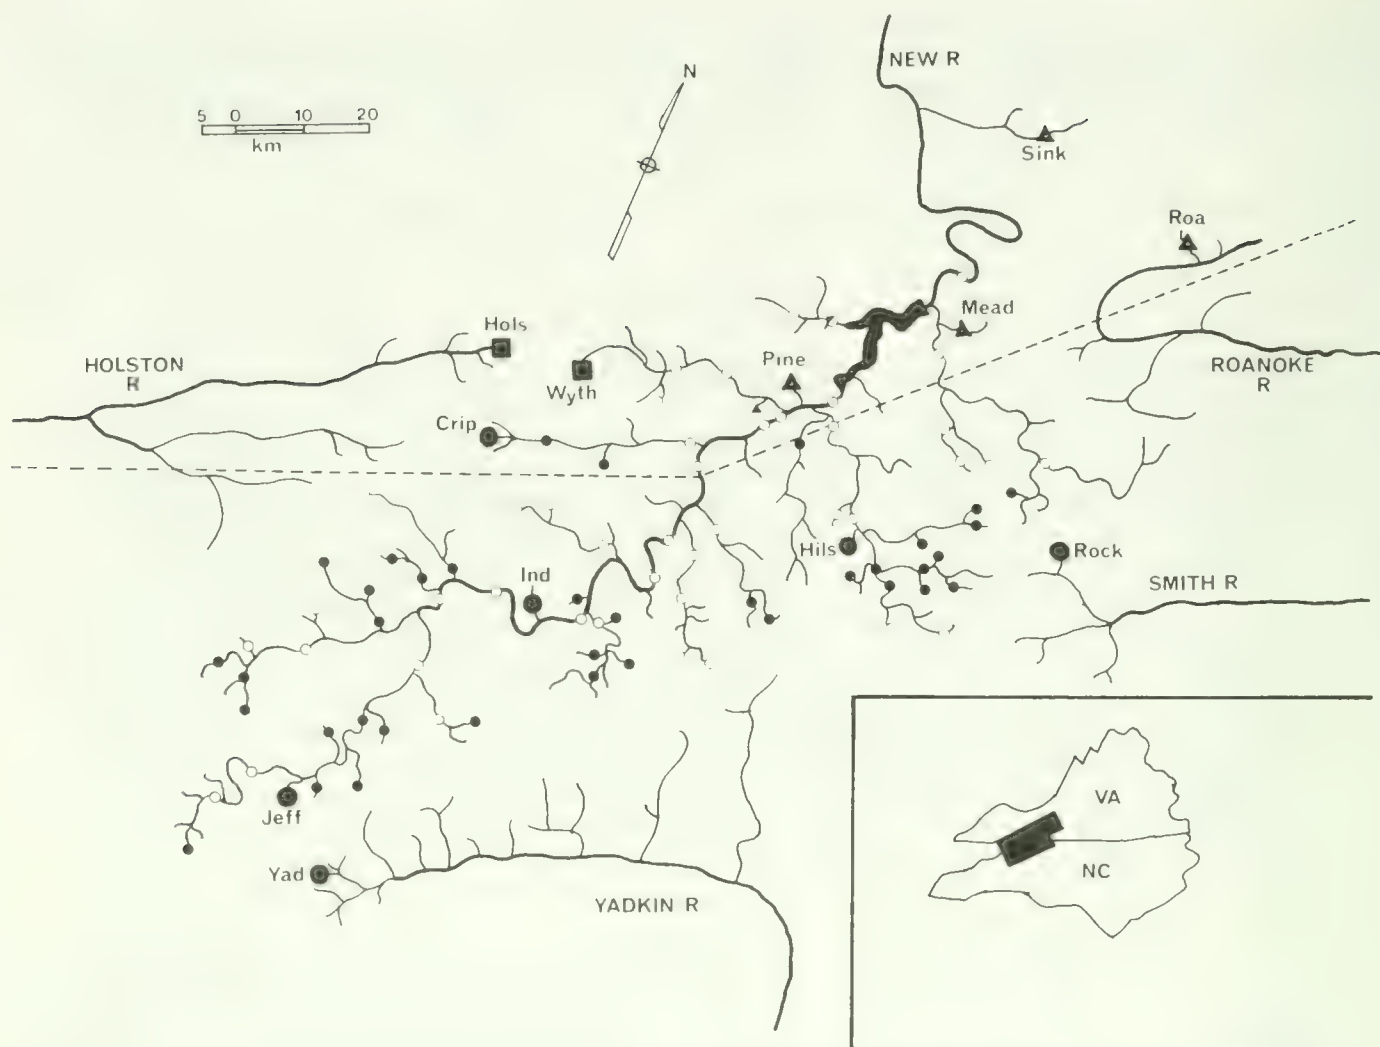 NEW R
N
5 0 10 20
km
Sink
Roa
Mead
Hols
HOLSTON
R
Wyth
Pine
ROANOKE
R
Crip
Hils
Rock
Ind
SMITH R
Jeff
Yad
YADKIN R
VA
NC